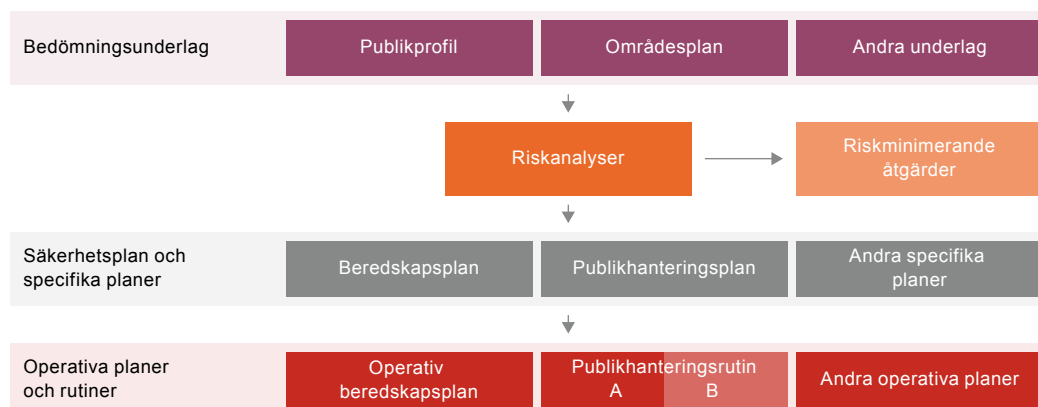 Bedömningsunderlag
Publikprofil
Områdesplan
Andra underlag
Riskanalyser
Riskminimerande
åtgärder
Säkerhetsplan och
specifika planer
Beredskapsplan
Publikhanteringsplan
Andra specifika
planer
Operativa planer
och rutiner
Operativ
beredskapsplan
Publikhanteringsrutin
A B
Andra operativa planer